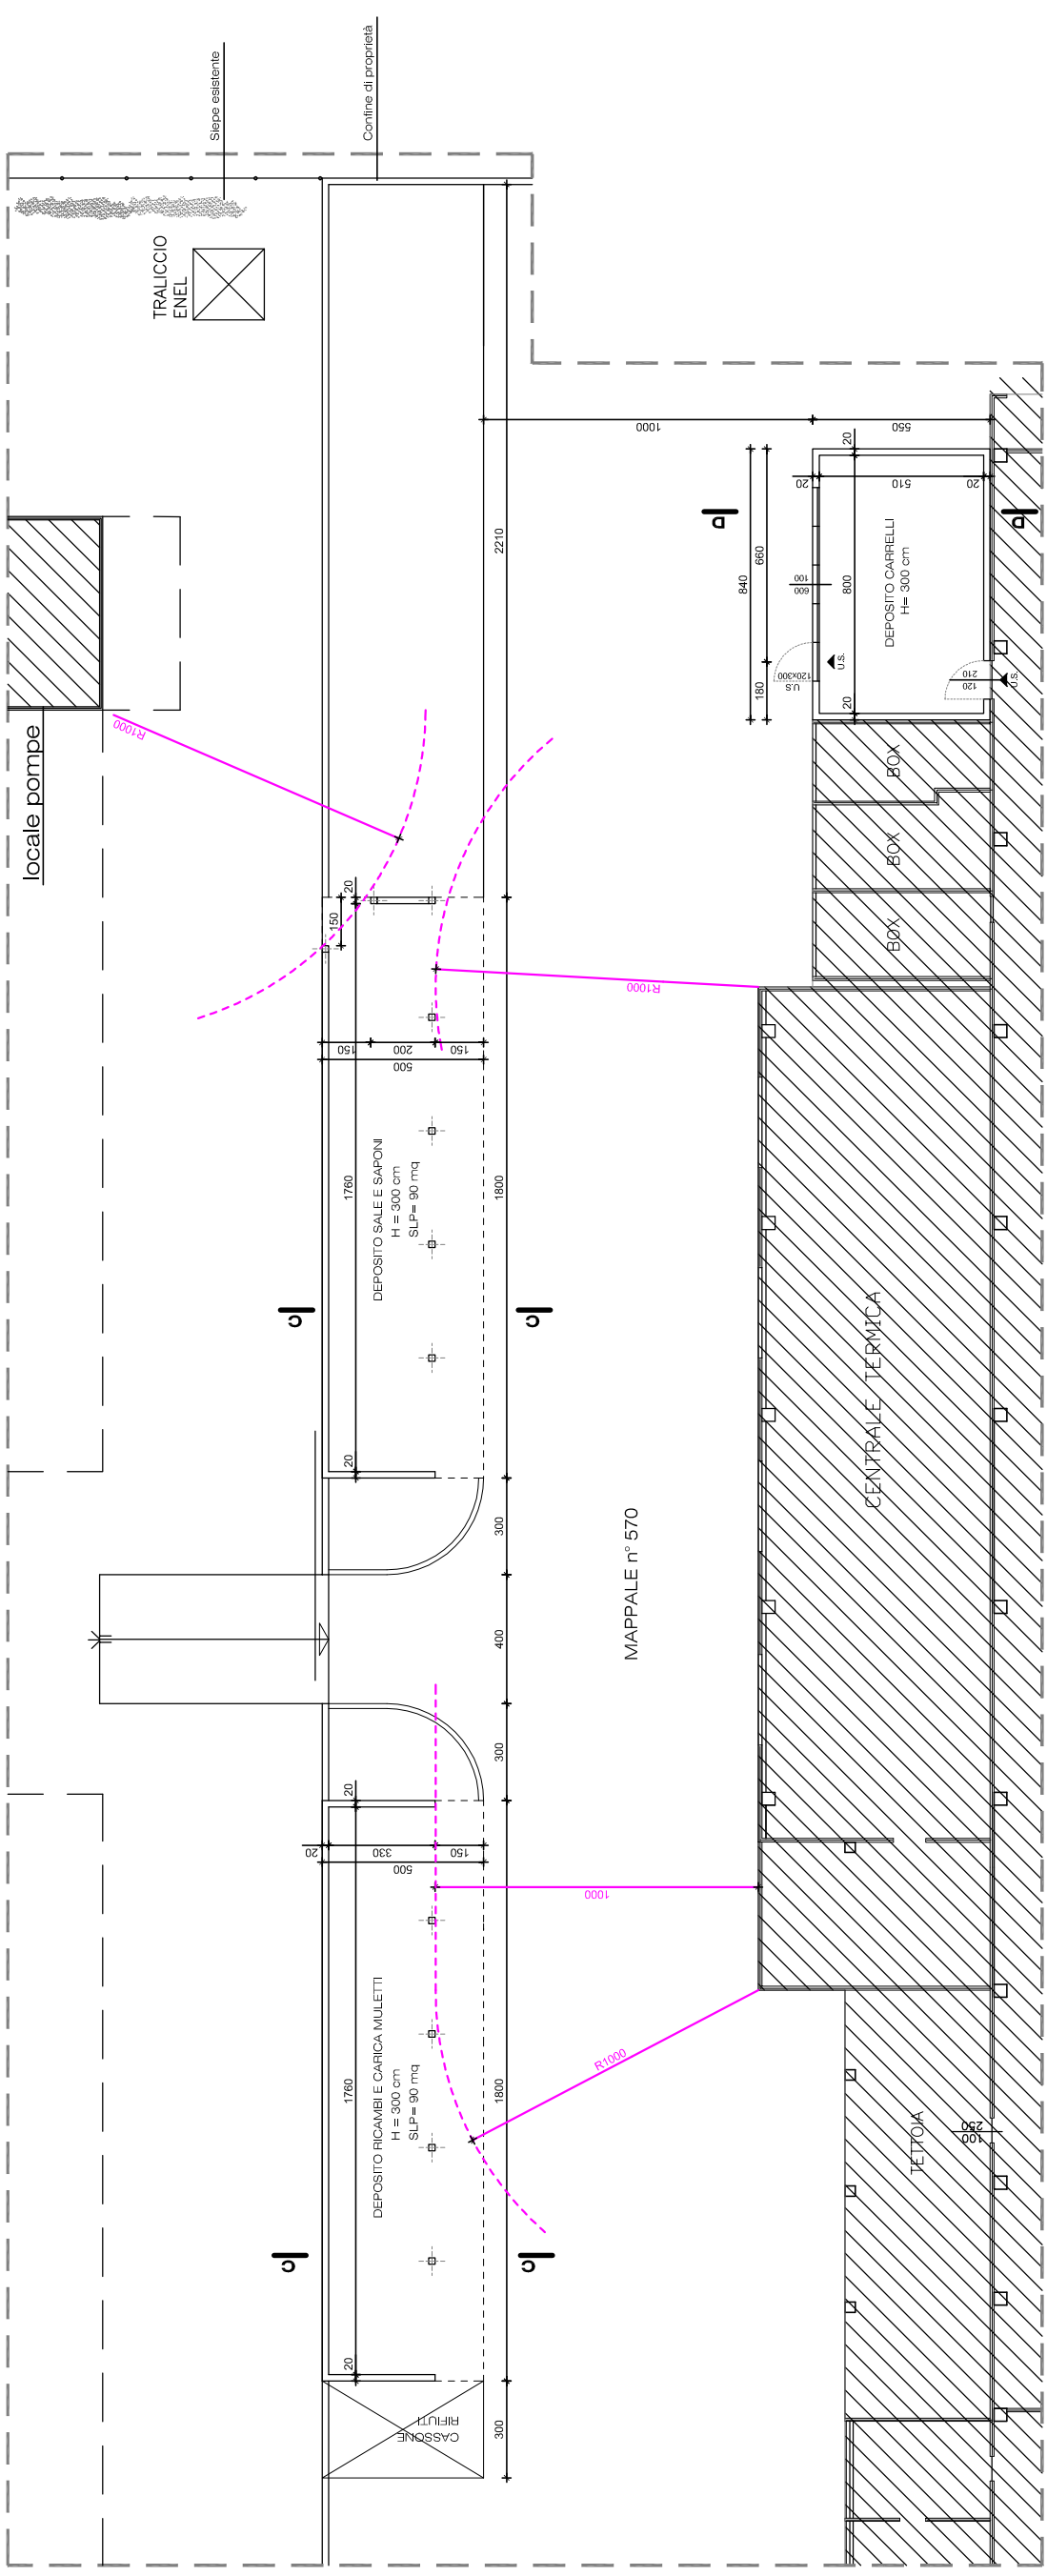 Siepe esistente
Confine di proprietà
TRALICCIO
ENEL
1000
550
20
20
510
20
840
660
800
2210
600
100
DEPOSITO CARRELLI
H= 300 cm
a
a
U.S.
120x300
U.S
180
20
120
210
U.S.
locale pompe
R1000
BOX
BOX
BOX
20
150
R1000
150
200
150
500
1760
DEPOSITO SALE E SAPONI
H = 300 cm
SLP= 90 mq
1800
c
c
CENTRALE TERMICA
20
300
400
300
MAPPALE n° 570
20
20
330
150
500
1000
1760
DEPOSITO RICAMBI E CARICA MULETTI
H = 300 cm
SLP= 90 mq
1800
R1000
TETTOIA
100
250
c
c
20
CASSONE
RIFIUTI
300